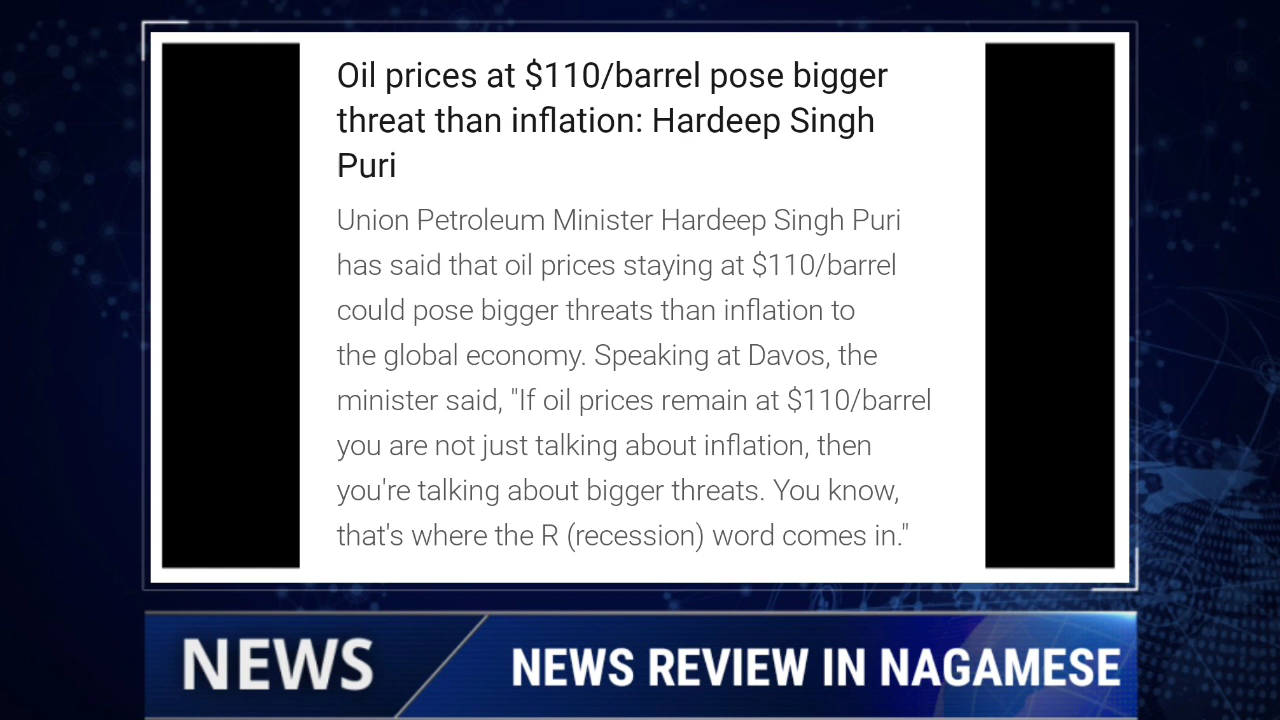 Oil prices at $110/barrel pose bigger
threat than inflation: Hardeep Singh
Puri
Union Petroleum Minister Hardeep Singh Puri
has said that oil prices staying at $110/barrel
could pose bigger threats than inflation to
the global economy. Speaking at Davos, the
minister said, "If oil prices remain at $110/barrel
you are not just talking about inflation, then
you're talking about bigger threats. You know,
that's where the R (recession) word comes in."
NEWS
NEWS REVIEW IN NAGAMESE